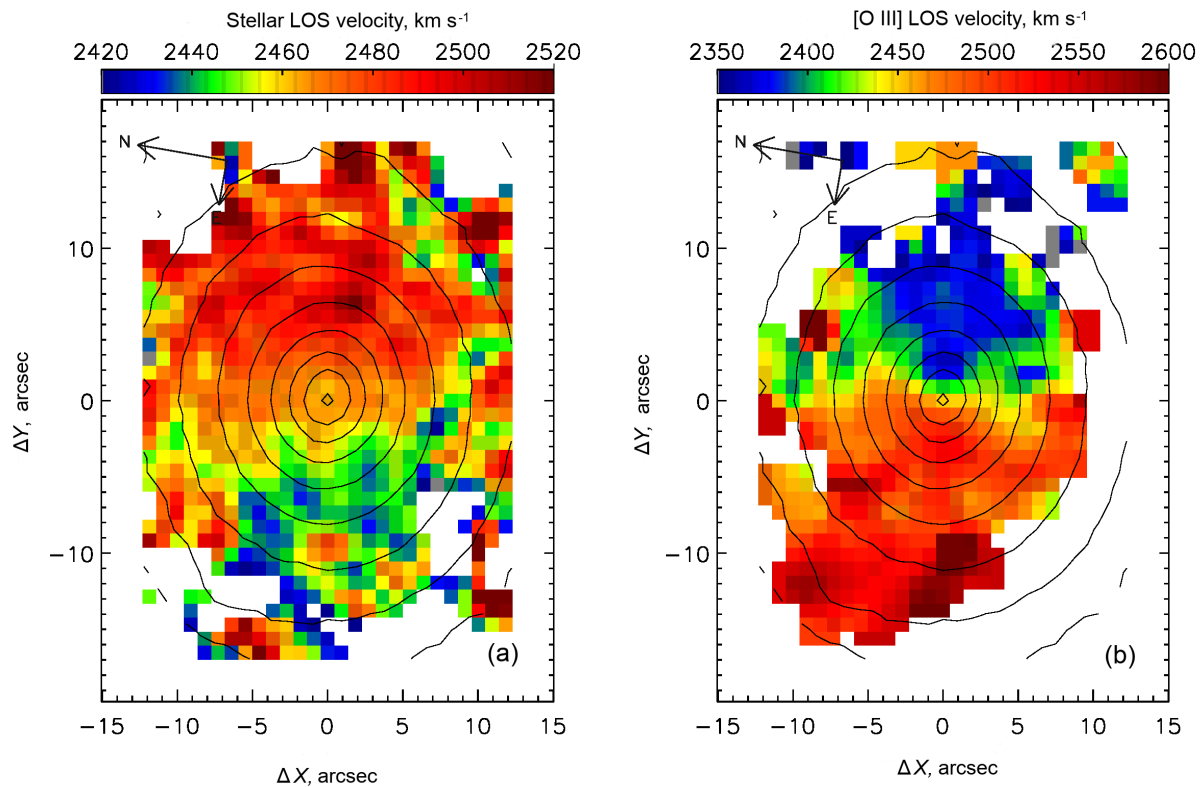 Stellar LOS velocity, km s⁻¹
[O III] LOS velocity, km s⁻¹
2420 2440 2460 2480 2500 2520
2350 2400 2450 2500 2550 2600
N
E
N
E
10
0
−10
10
0
−10
ΔY, arcsec
ΔY, arcsec
(a)
(b)
−15 −10 −5 0 5 10 15
−15 −10 −5 0 5 10 15
ΔX, arcsec
ΔX, arcsec